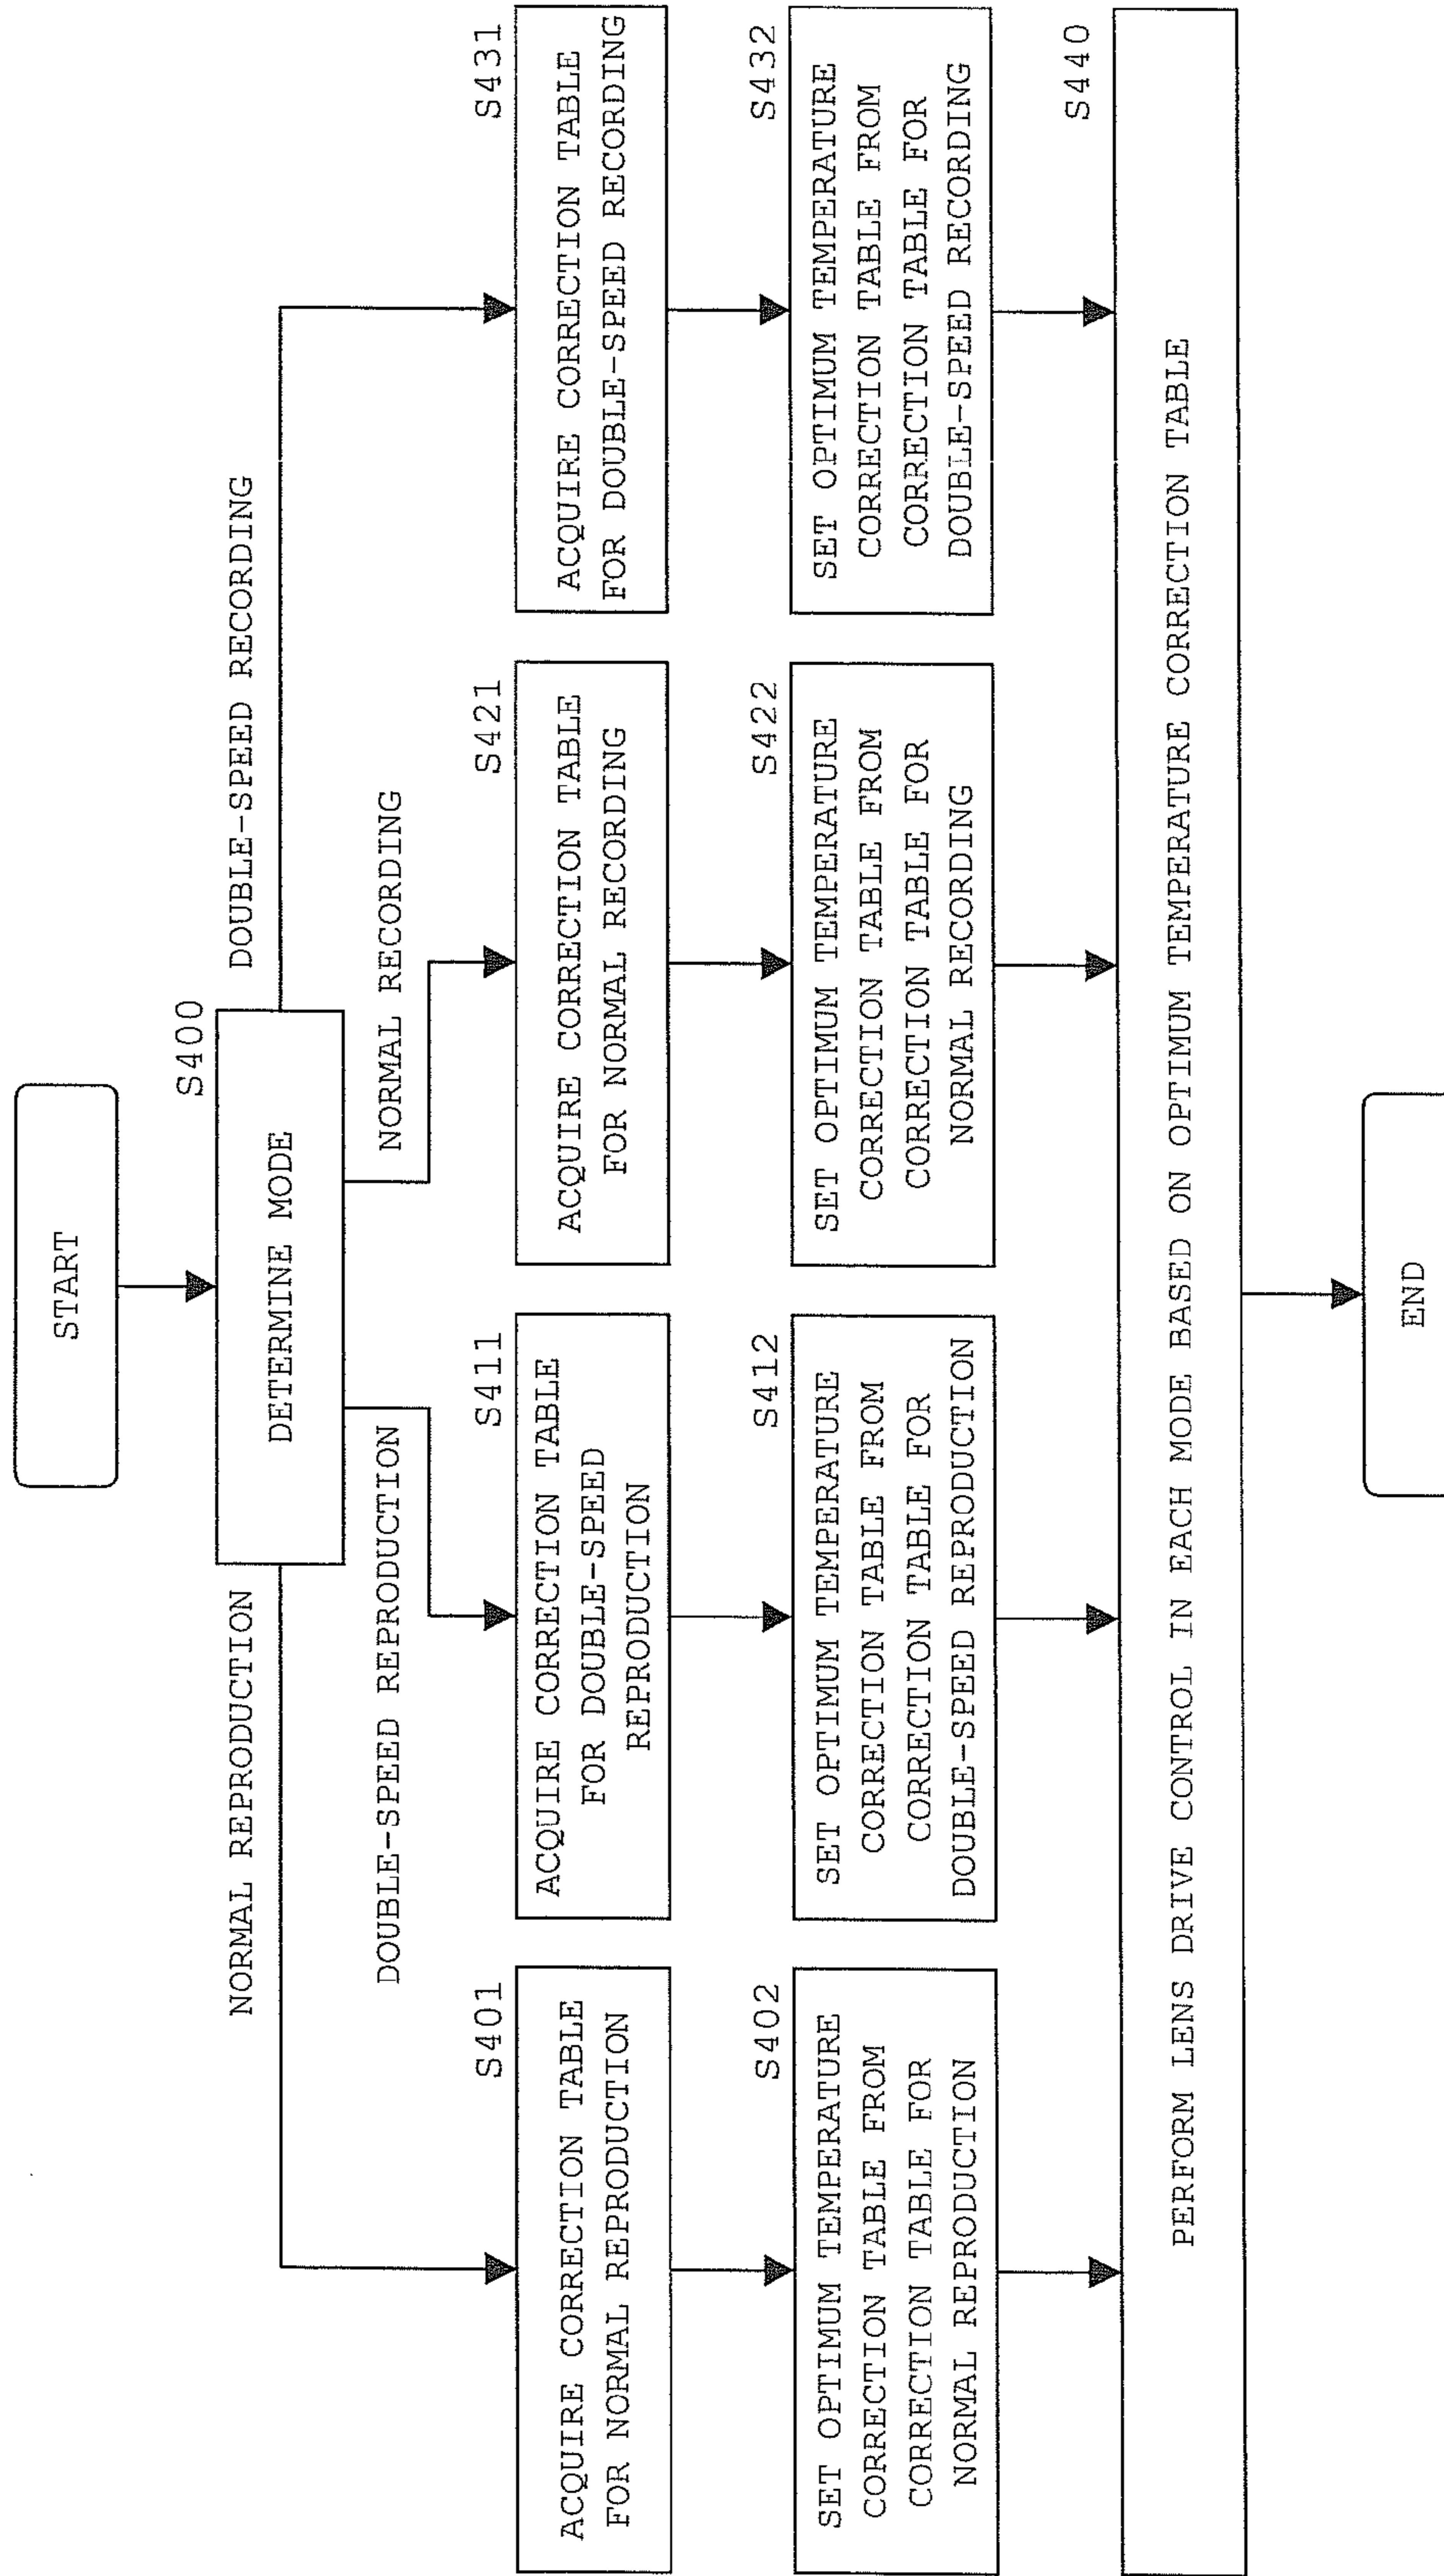 START
S400
DETERMINE MODE
NORMAL REPRODUCTION
DOUBLE-SPEED REPRODUCTION
NORMAL RECORDING
DOUBLE-SPEED RECORDING
S401
ACQUIRE CORRECTION TABLE
FOR NORMAL REPRODUCTION
S411
ACQUIRE CORRECTION TABLE
FOR DOUBLE-SPEED
REPRODUCTION
S421
ACQUIRE CORRECTION TABLE
FOR NORMAL RECORDING
S431
ACQUIRE CORRECTION TABLE
FOR DOUBLE-SPEED RECORDING
S402
SET OPTIMUM TEMPERATURE
CORRECTION TABLE FROM
CORRECTION TABLE FOR
NORMAL REPRODUCTION
S412
SET OPTIMUM TEMPERATURE
CORRECTION TABLE FROM
CORRECTION TABLE FOR
DOUBLE-SPEED REPRODUCTION
S422
SET OPTIMUM TEMPERATURE
CORRECTION TABLE FROM
CORRECTION TABLE FOR
NORMAL RECORDING
S432
SET OPTIMUM TEMPERATURE
CORRECTION TABLE FROM
CORRECTION TABLE FOR
DOUBLE-SPEED RECORDING
S440
PERFORM LENS DRIVE CONTROL IN EACH MODE BASED ON OPTIMUM TEMPERATURE CORRECTION TABLE
END